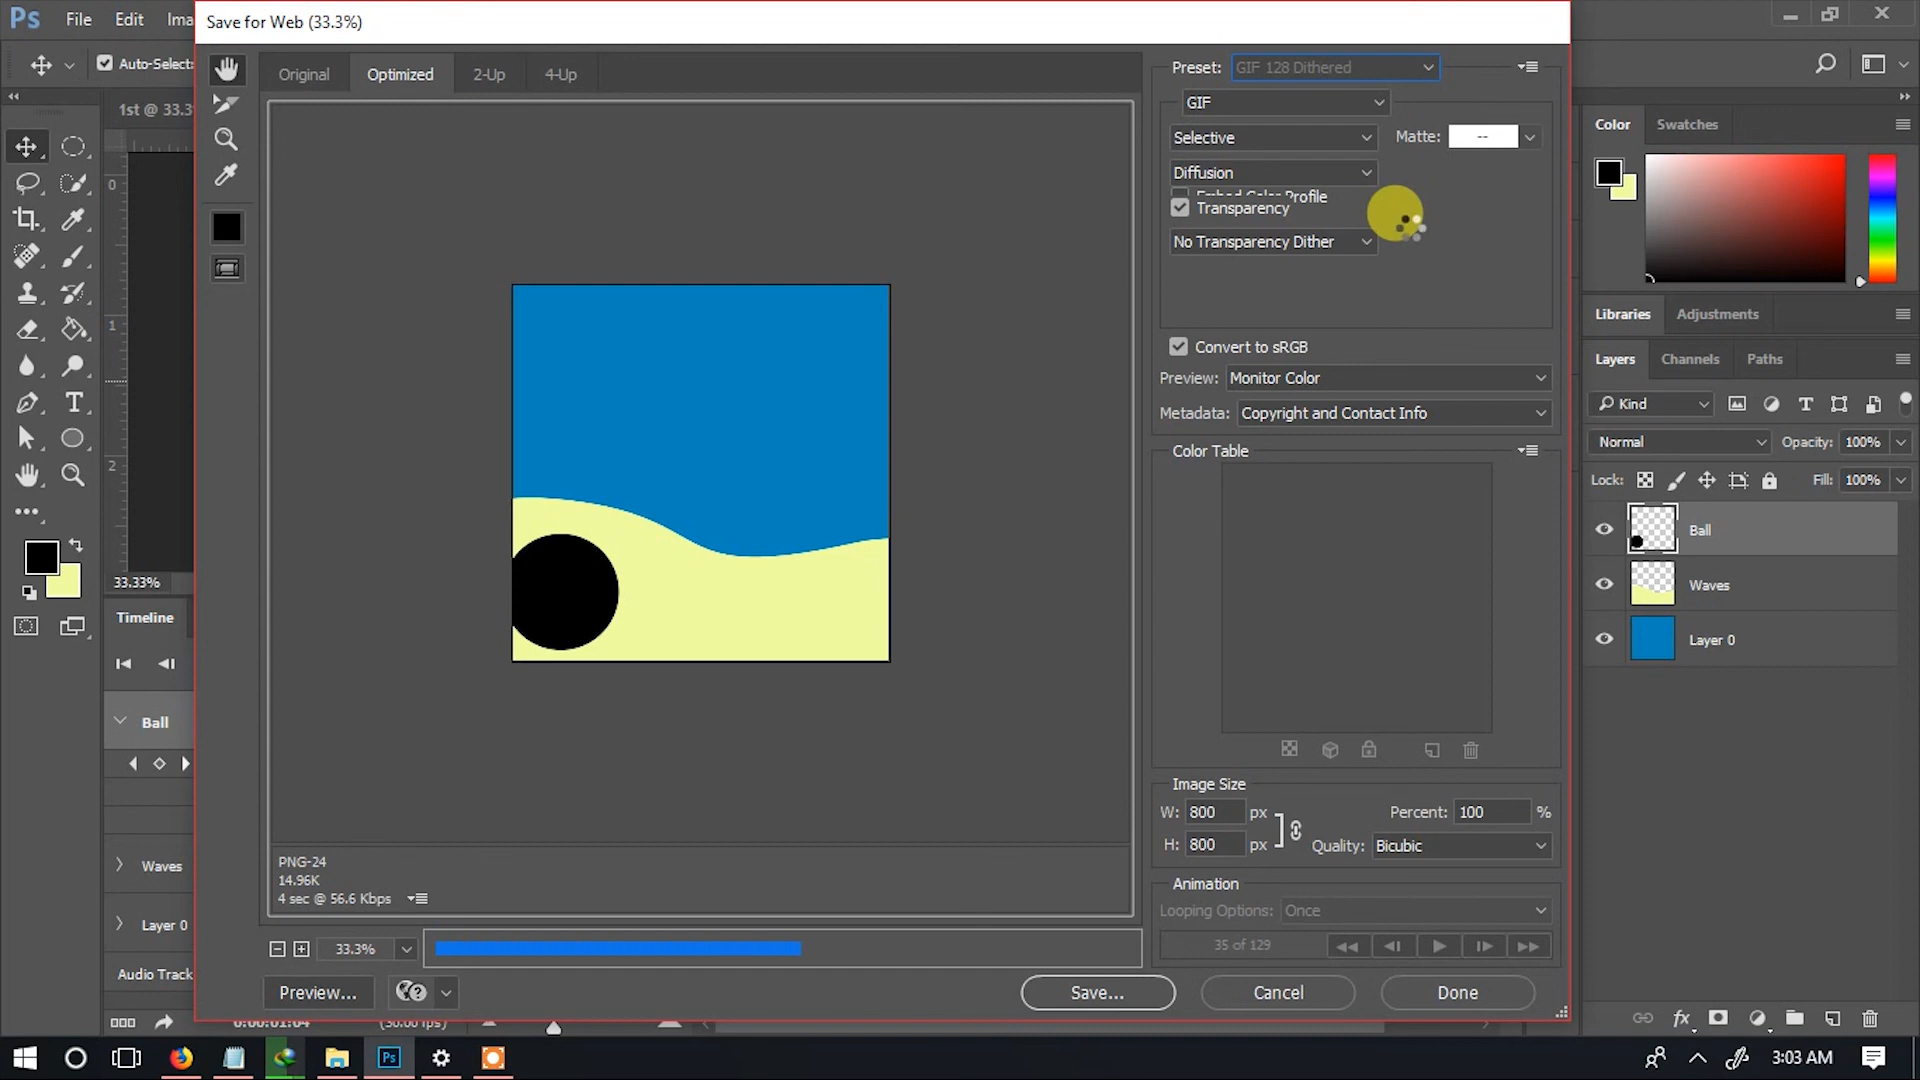 Ps File Edit Ima
Save for Web (33.3%)
Auto-Select:
1st @ 33.3
Original Optimized 2-Up 4-Up
Preset: GIF 128 Dithered
GIF
Selective Matte: --
Diffusion
Embed Color Profile
Transparency
No Transparency Dither
Convert to sRGB
Preview: Monitor Color
Metadata: Copyright and Contact Info
Color Table
Image Size
W: 800 px Percent: 100 %
H: 800 px Quality: Bicubic
Animation
Looping Options: Once
35 of 129
PNG-24
14.96K
4 sec @ 56.6 Kbps
33.3%
Preview... Save... Cancel Done
0
1
2
33.33%
Timeline
Ball
Waves
Layer 0
Audio Track
0:00:01:04 (30.00 fps)
Color Swatches
Libraries Adjustments
Layers Channels Paths
Kind
Normal Opacity: 100%
Lock: Fill: 100%
Ball
Waves
Layer 0
fx
Ps
3:03 AM